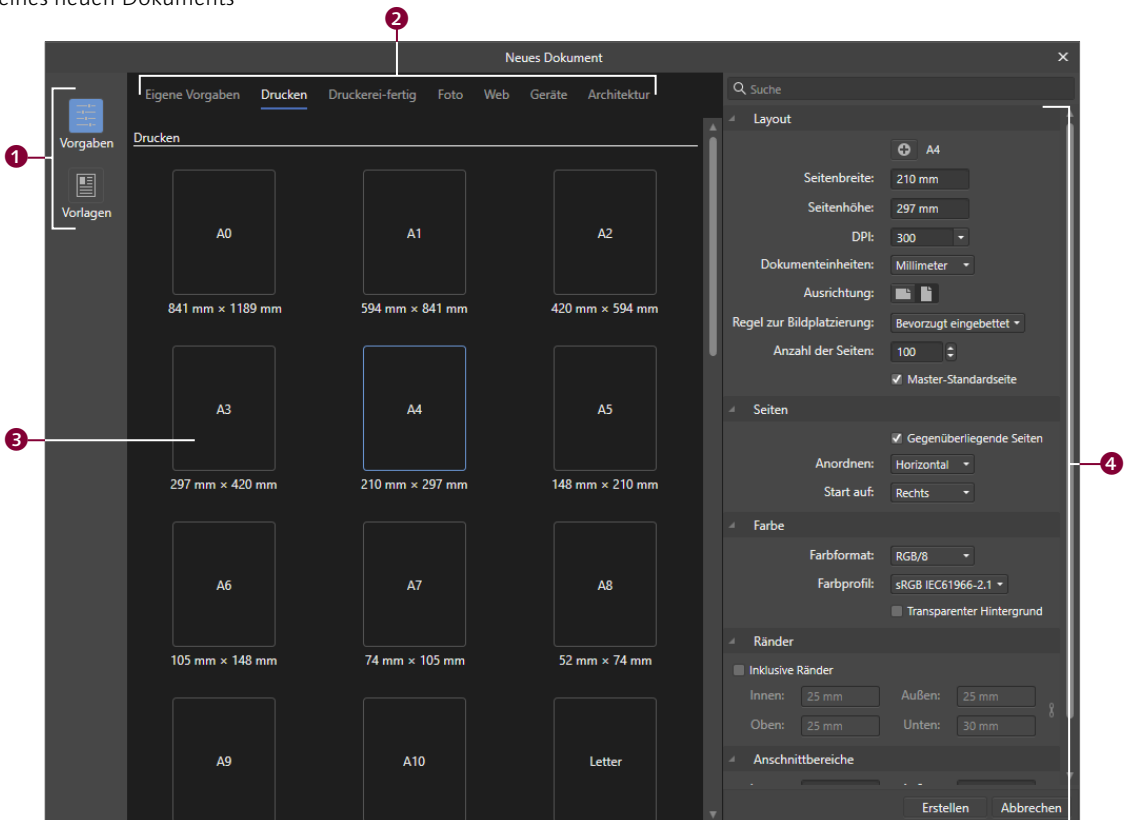 eines neuen Dokuments
2
Neues Dokument
1
Vorgaben
Vorlagen
Eigene Vorgaben Drucken Druckerei-fertig Foto Web Geräte Architektur
Drucken
A0 A1 A2
841 mm × 1189 mm 594 mm × 841 mm 420 mm × 594 mm
3
A3 A4 A5
297 mm × 420 mm 210 mm × 297 mm 148 mm × 210 mm
A6 A7 A8
105 mm × 148 mm 74 mm × 105 mm 52 mm × 74 mm
A9 A10 Letter
Suche
Layout
A4
Seitenbreite: 210 mm
Seitenhöhe: 297 mm
DPI: 300
Dokumenteinheiten: Millimeter
Ausrichtung:
Regel zur Bildplatzierung: Bevorzugt eingebettet
Anzahl der Seiten: 100
Master-Standardseite
Seiten
Gegenüberliegende Seiten
Anordnen: Horizontal
Start auf: Rechts
4
Farbe
Farbformat: RGB/8
Farbprofil: sRGB IEC61966-2.1
Transparenter Hintergrund
Ränder
Inklusive Ränder
Innen: 25 mm Außen: 25 mm
Oben: 25 mm Unten: 30 mm
Anschnittbereiche
Erstellen Abbrechen